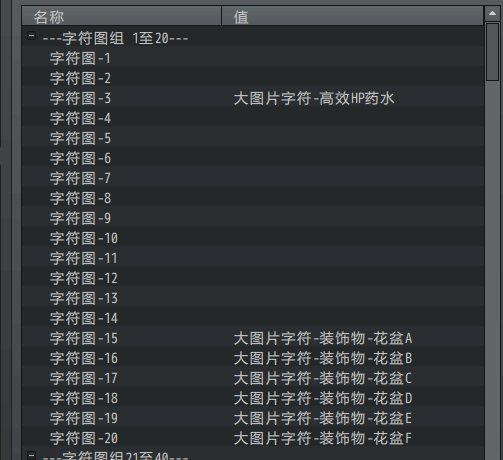 名称 值
---字符图组 1至20---
字符图-1
字符图-2
字符图-3 大图片字符-高效HP药水
字符图-4
字符图-5
字符图-6
字符图-7
字符图-8
字符图-9
字符图-10
字符图-11
字符图-12
字符图-13
字符图-14
字符图-15 大图片字符-装饰物-花盆A
字符图-16 大图片字符-装饰物-花盆B
字符图-17 大图片字符-装饰物-花盆C
字符图-18 大图片字符-装饰物-花盆D
字符图-19 大图片字符-装饰物-花盆E
字符图-20 大图片字符-装饰物-花盆F
---字符图组21至40---